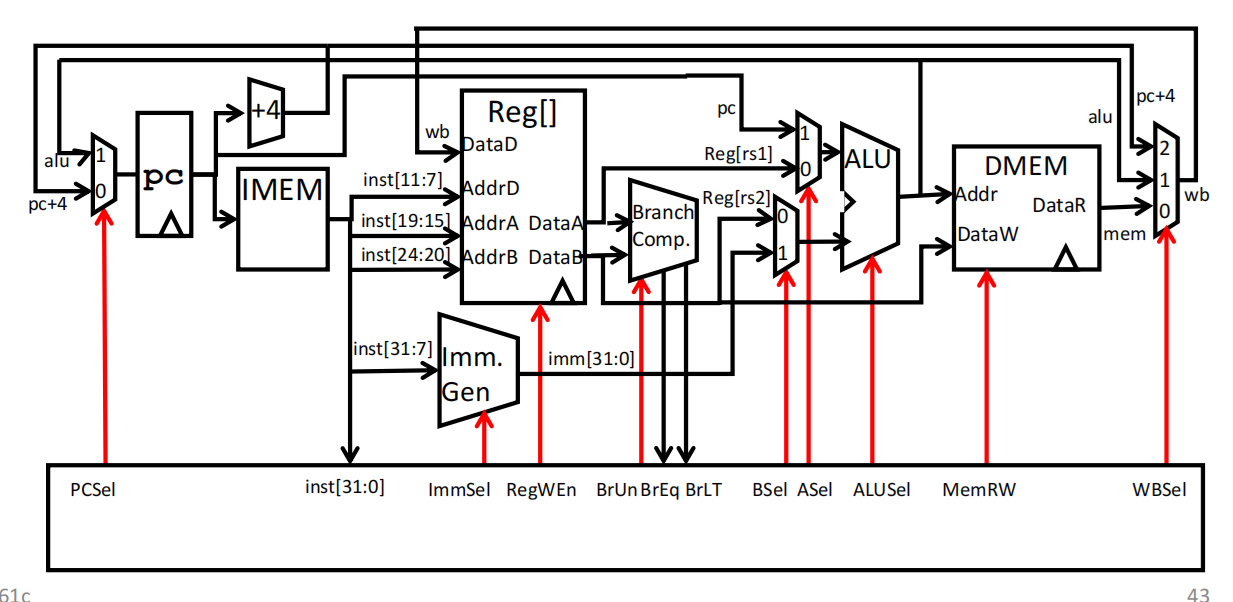 pc+4
alu
+4
Reg[]
pc
wb
DataD
alu
1
pc
IMEM
inst[11:7]
AddrD
Reg[rs1]
1
0
ALU
DMEM
2
1
0
wb
0
pc+4
inst[19:15]
AddrA
DataA
Branch
Comp.
Reg[rs2]
0
1
Addr
DataR
DataW
mem
inst[24:20]
AddrB
DataB
inst[31:7]
Imm.
Gen
imm[31:0]
PCSel
inst[31:0]
ImmSel
RegWEn
BrUn
BrEq
BrLT
BSel
ASel
ALUSel
MemRW
WBSel
61c
43